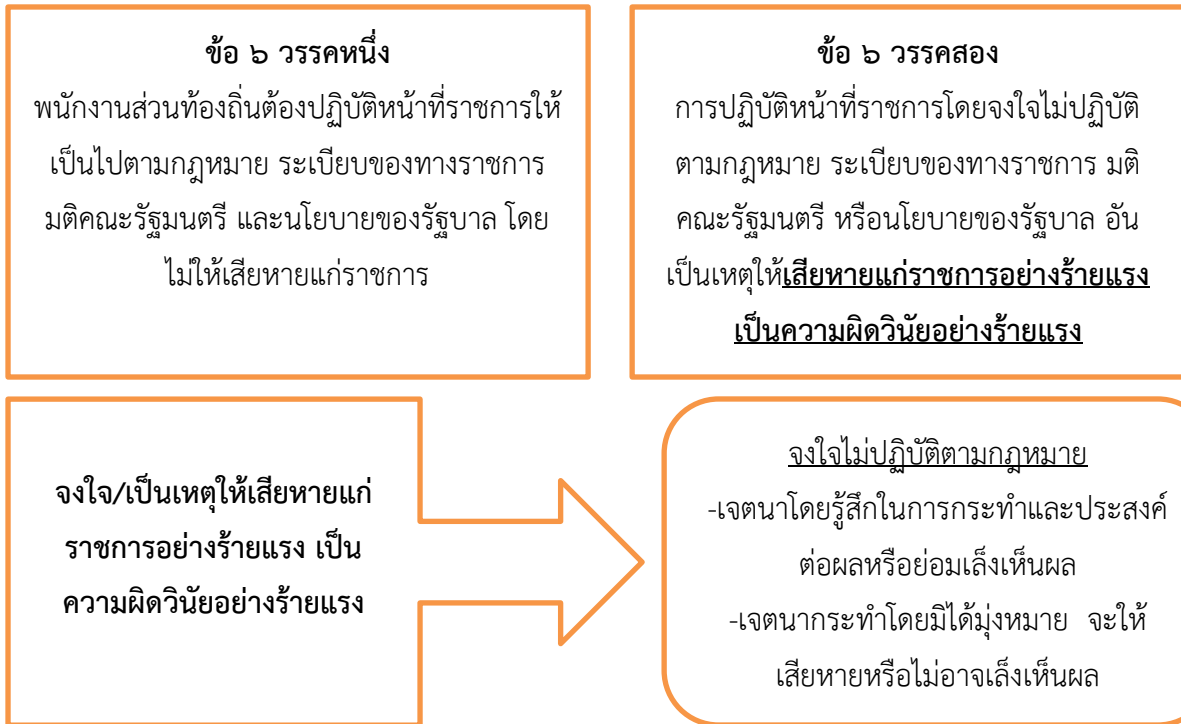 ข้อ ๖ วรรคหนึ่ง
พนักงานส่วนท้องถิ่นต้องปฏิบัติหน้าที่ราชการให้
เป็นไปตามกฎหมาย ระเบียบของทางราชการ
มติคณะรัฐมนตรี และนโยบายของรัฐบาล โดย
ไม่ให้เสียหายแก่ราชการ
ข้อ ๖ วรรคสอง
การปฏิบัติหน้าที่ราชการโดยจงใจไม่ปฏิบัติ
ตามกฎหมาย ระเบียบของทางราชการ มติ
คณะรัฐมนตรี หรือนโยบายของรัฐบาล อัน
เป็นเหตุให้เสียหายแก่ราชการอย่างร้ายแรง
เป็นความผิดวินัยอย่างร้ายแรง
จงใจ/เป็นเหตุให้เสียหายแก่
ราชการอย่างร้ายแรง เป็น
ความผิดวินัยอย่างร้ายแรง
จงใจไม่ปฏิบัติตามกฎหมาย
-เจตนาโดยรู้สึกในการกระทำและประสงค์
ต่อผลหรือย่อมเล็งเห็นผล
-เจตนากระทำโดยมิได้มุ่งหมาย จะให้
เสียหายหรือไม่อาจเล็งเห็นผล